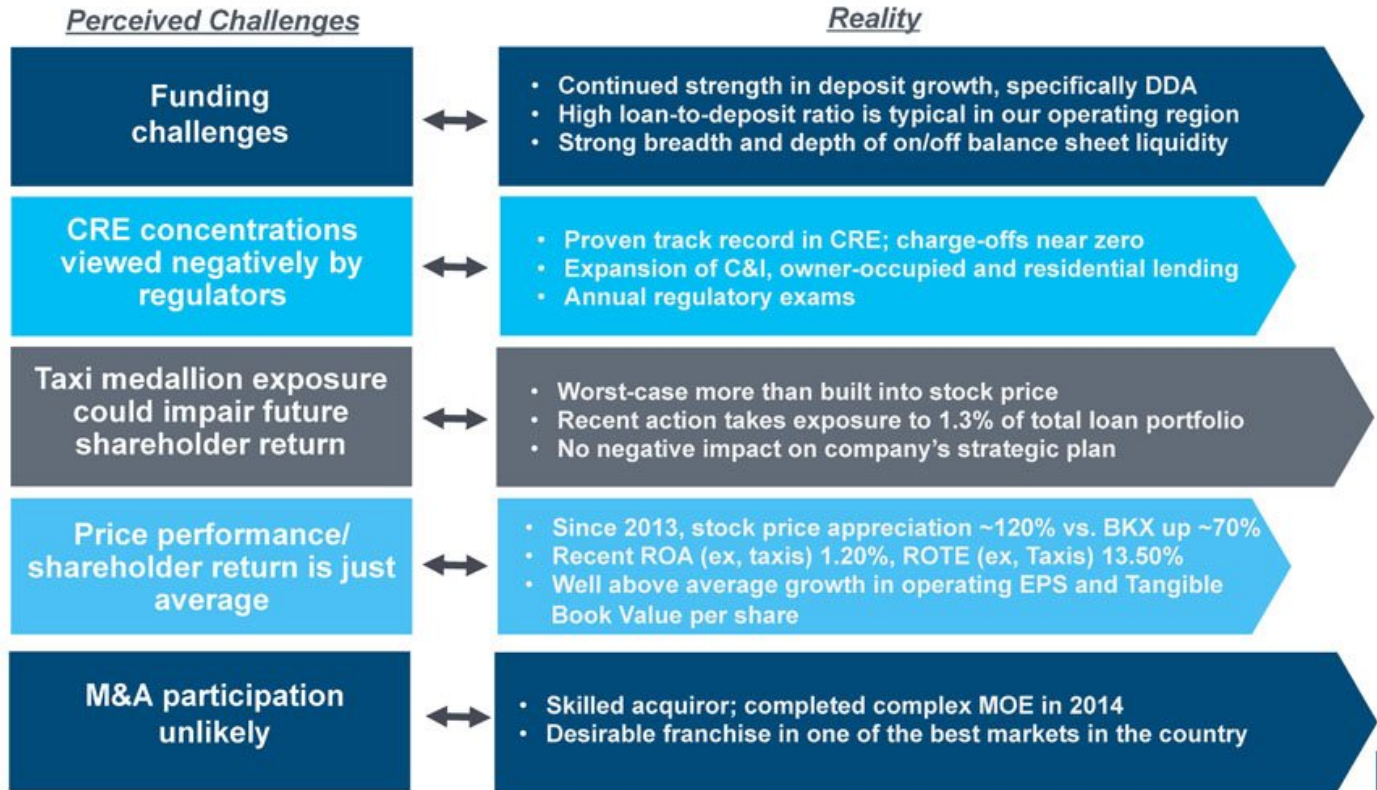 Perceived Challenges
Reality
Funding
challenges
• Continued strength in deposit growth, specifically DDA
• High loan-to-deposit ratio is typical in our operating region
• Strong breadth and depth of on/off balance sheet liquidity
CRE concentrations
viewed negatively by
regulators
• Proven track record in CRE; charge-offs near zero
• Expansion of C&I, owner-occupied and residential lending
• Annual regulatory exams
Taxi medallion exposure
could impair future
shareholder return
• Worst-case more than built into stock price
• Recent action takes exposure to 1.3% of total loan portfolio
• No negative impact on company's strategic plan
Price performance/
shareholder return is just
average
• Since 2013, stock price appreciation ~120% vs. BKX up ~70%
• Recent ROA (ex, taxis) 1.20%, ROTE (ex, Taxis) 13.50%
• Well above average growth in operating EPS and Tangible
Book Value per share
M&A participation
unlikely
• Skilled acquiror; completed complex MOE in 2014
• Desirable franchise in one of the best markets in the country